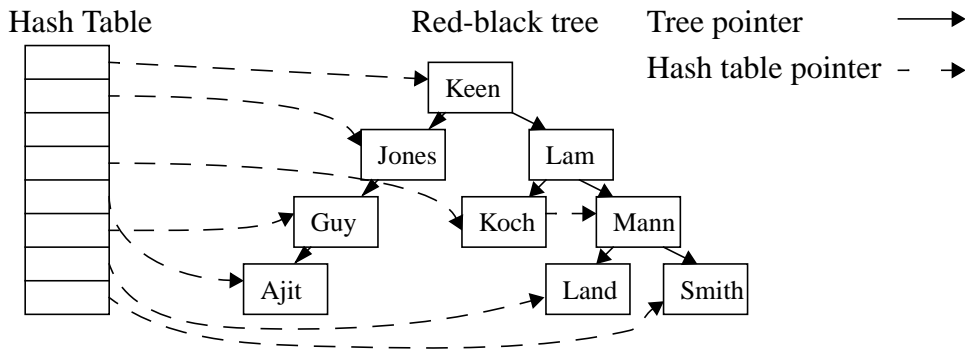 Hash Table
Red-black tree
Tree pointer
Hash table pointer
Keen
Jones
Lam
Guy
Koch
Mann
Ajit
Land
Smith